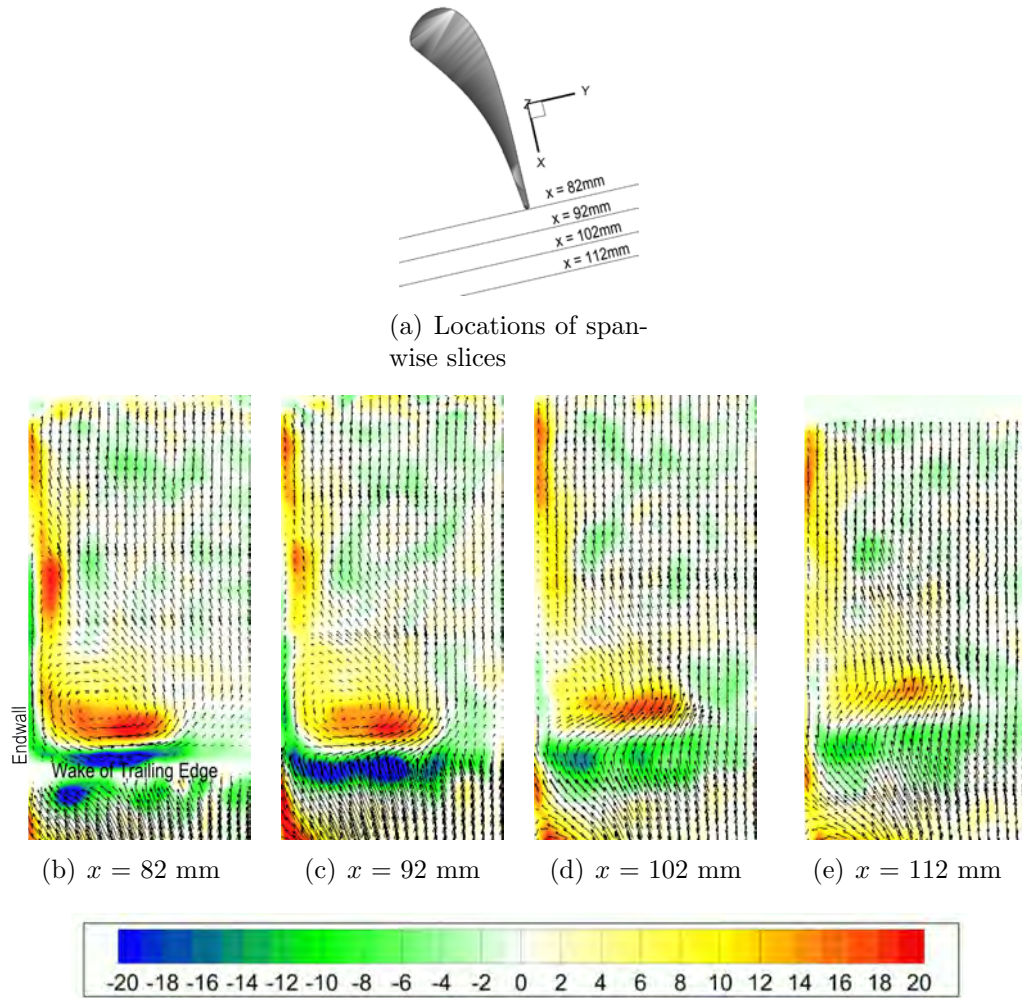 Z
Y
X
x = 82mm
x = 92mm
x = 102mm
x = 112mm
(a) Locations of span-
wise slices
Endwall
Wake of Trailing Edge
(b) x = 82 mm (c) x = 92 mm (d) x = 102 mm (e) x = 112 mm
-20 -18 -16 -14 -12 -10 -8 -6 -4 -2 0 2 4 6 8 10 12 14 16 18 20